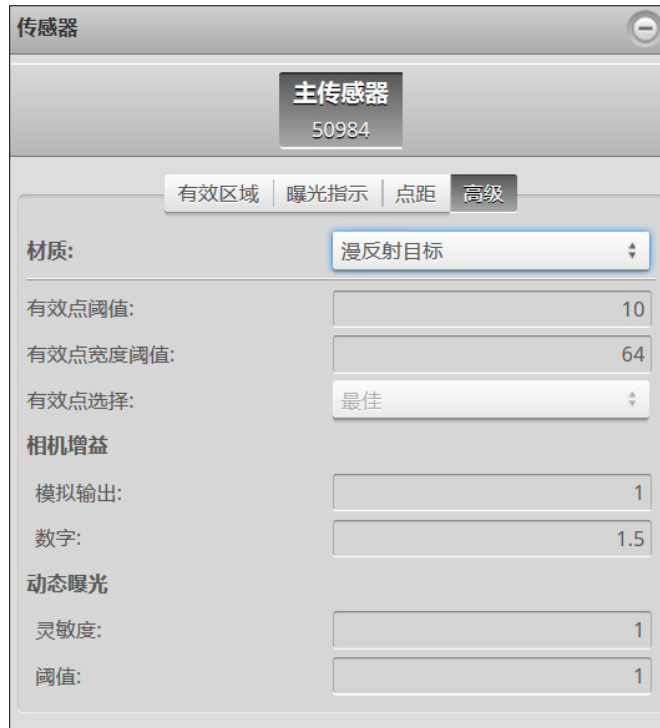 传感器
主传感器
50984
有效区域 曝光指示 点距 高级
材质: 漫反射目标
有效点阈值: 10
有效点宽度阈值: 64
有效点选择: 最佳
相机增益
模拟输出: 1
数字: 1.5
动态曝光
灵敏度: 1
阈值: 1